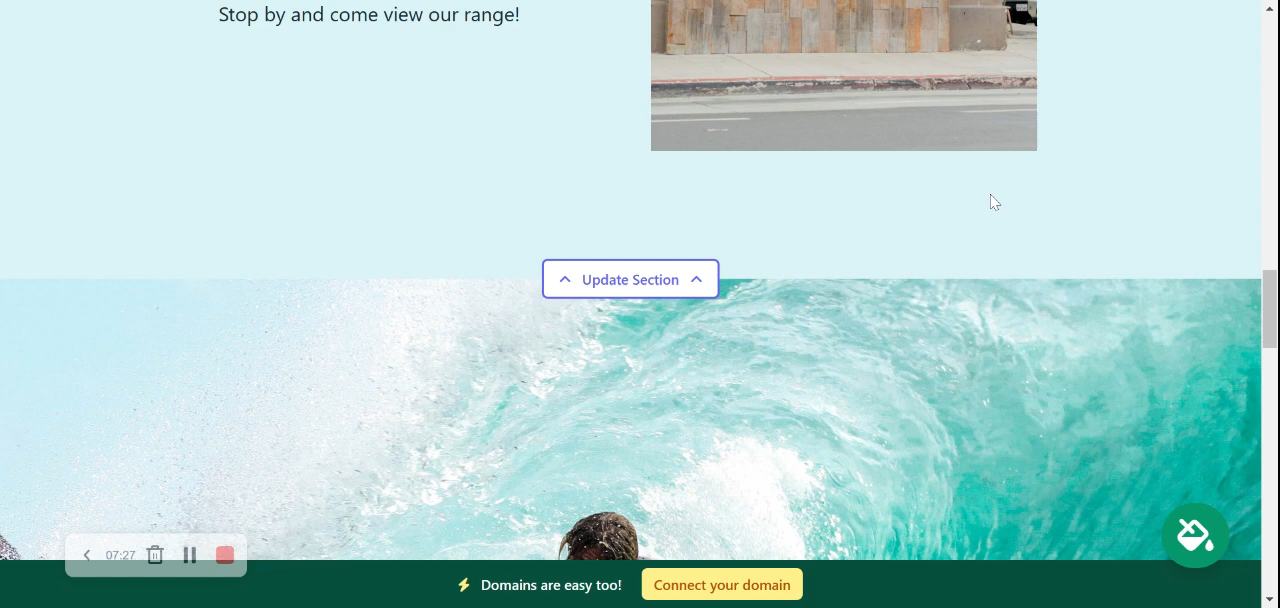 Stop by and come view our range!
Update Section
07:27
Domains are easy too!
Connect your domain